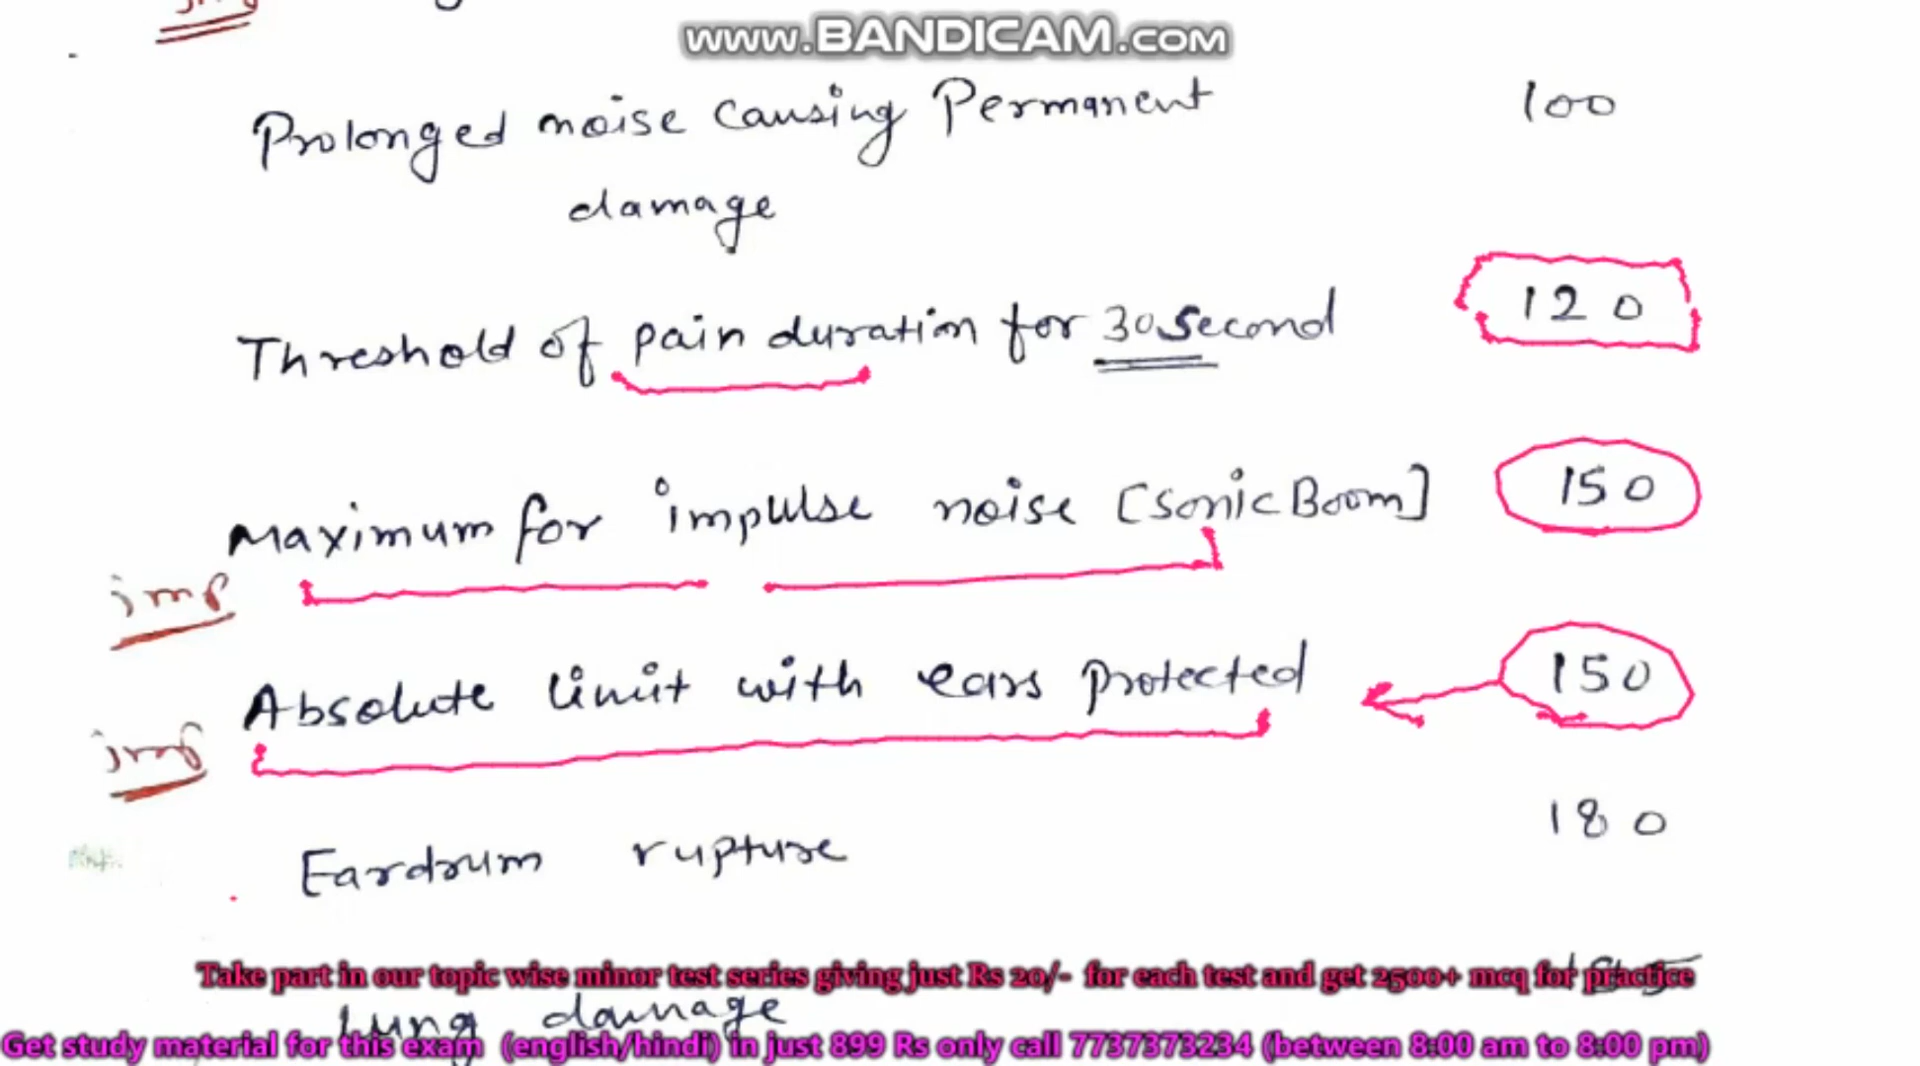 www.BANDICAM.com
Prolonged noise causing Permanent 100
damage
Threshold of pain duration for 30 second 120
Maximum for impulse noise [Sonic Boom] 150
imp
Absolute limit with ears protected 150
imp
Eardrum rupture 180
Take part in our topic wise minor test series giving just Rs 20/- for each test and get 2500+ mcq for practice
Lung damage
Get study material for this exam (english/hindi) in just 899 Rs only call 7737373234 (between 8:00 am to 8:00 pm)